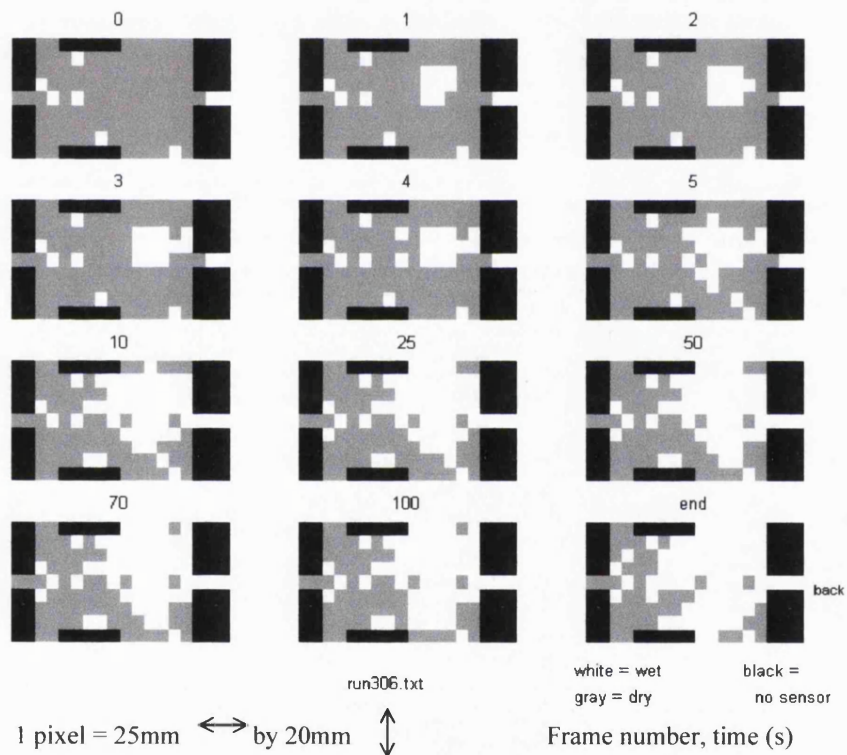 0 1 2
3 4 5
10 25 50
70 100 end
back
run306.txt
white = wet black =
gray = dry no sensor
1 pixel = 25mm by 20mm Frame number, time (s)